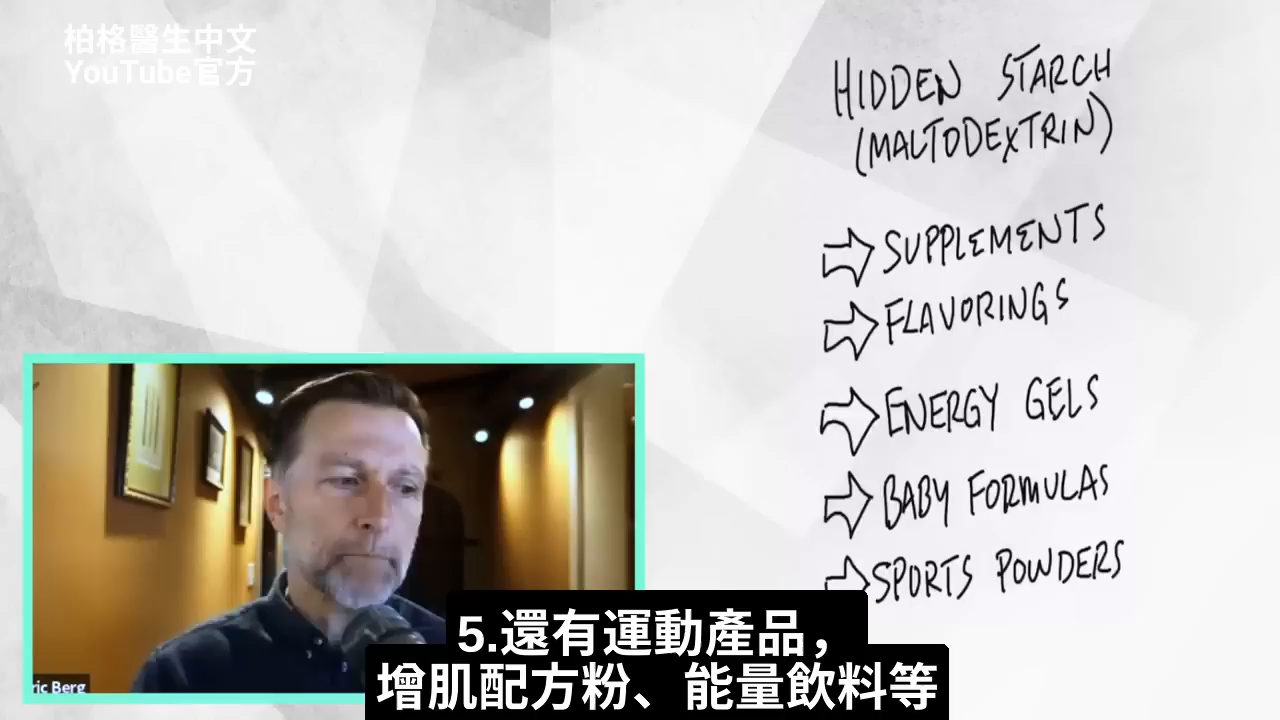 柏格醫生中文
YouTube官方
HIDDEN STARCH
(MALTODEXTRIN)
SUPPLEMENTS
FLAVORINGS
ENERGY GELS
BABY FORMULAS
SPORTS POWDERS
ric Berg
5.還有運動產品，
增肌配方粉、能量飲料等